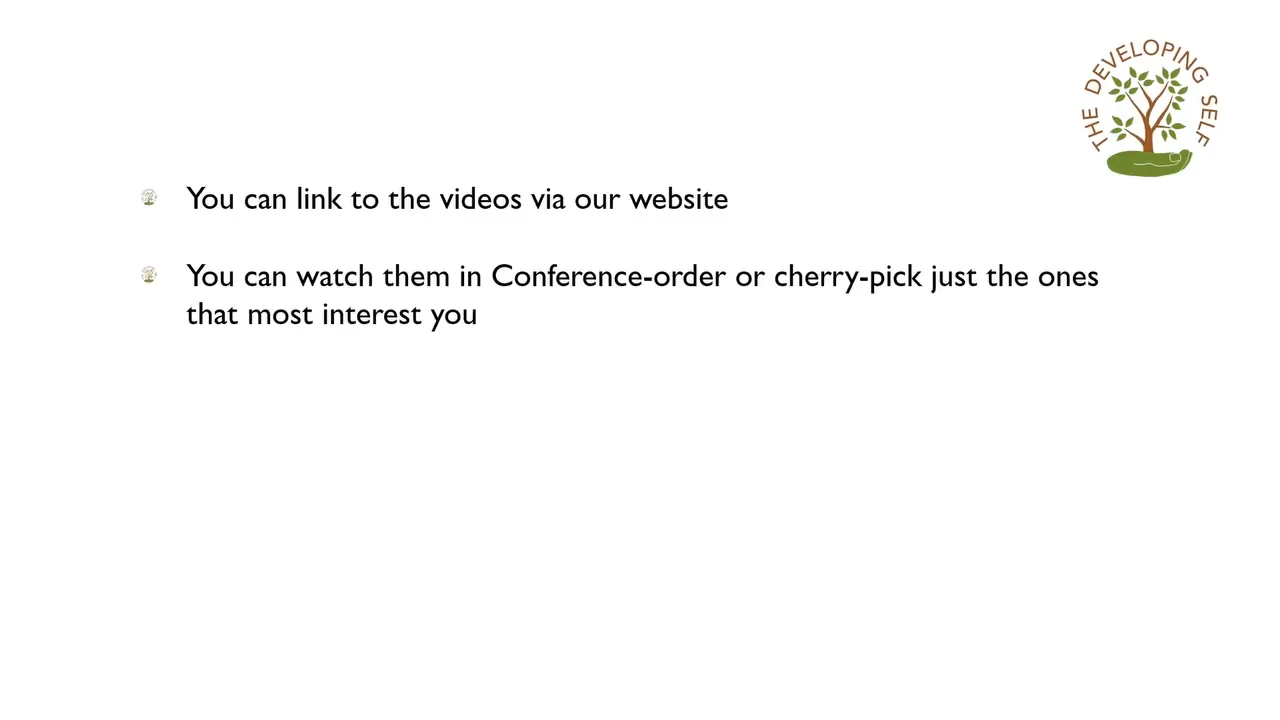 THE DEVELOPING SELF
You can link to the videos via our website
You can watch them in Conference-order or cherry-pick just the ones
that most interest you